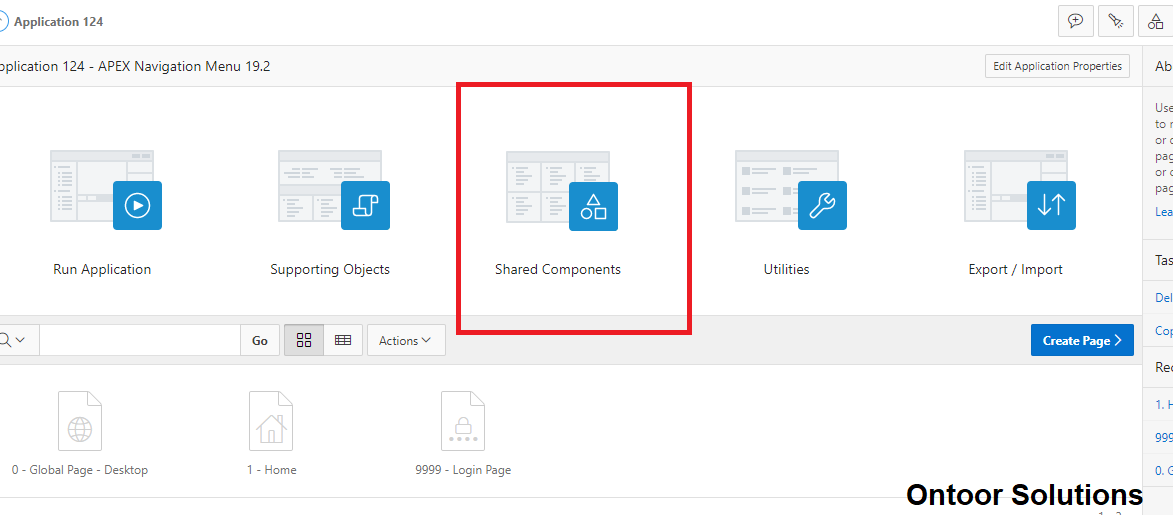 Application 124
pplication 124 - APEX Navigation Menu 19.2
Edit Application Properties
Ab
Use
to r
or c
pag
or c
pag
Lea
Run Application
Supporting Objects
Shared Components
Utilities
Export / Import
Tas
Del
Cop
Go
Actions
Create Page
Rec
1. H
999
0. G
0 - Global Page - Desktop
1 - Home
9999 - Login Page
Ontoor Solutions